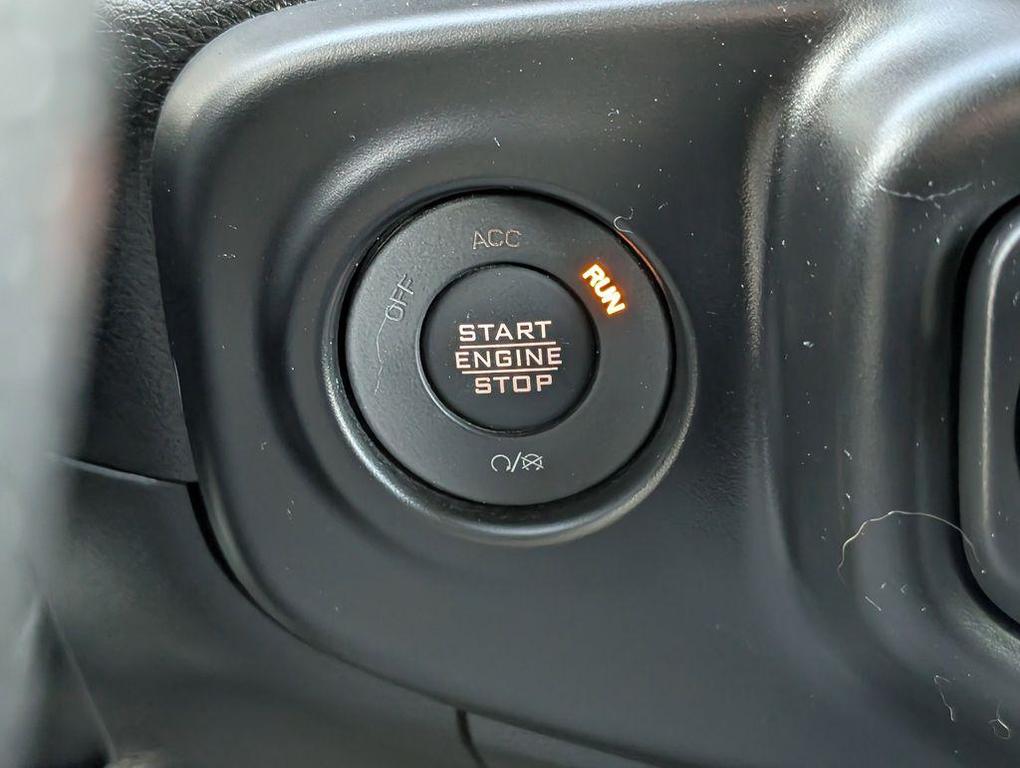 ACC
OFF
RUN
START
ENGINE
STOP